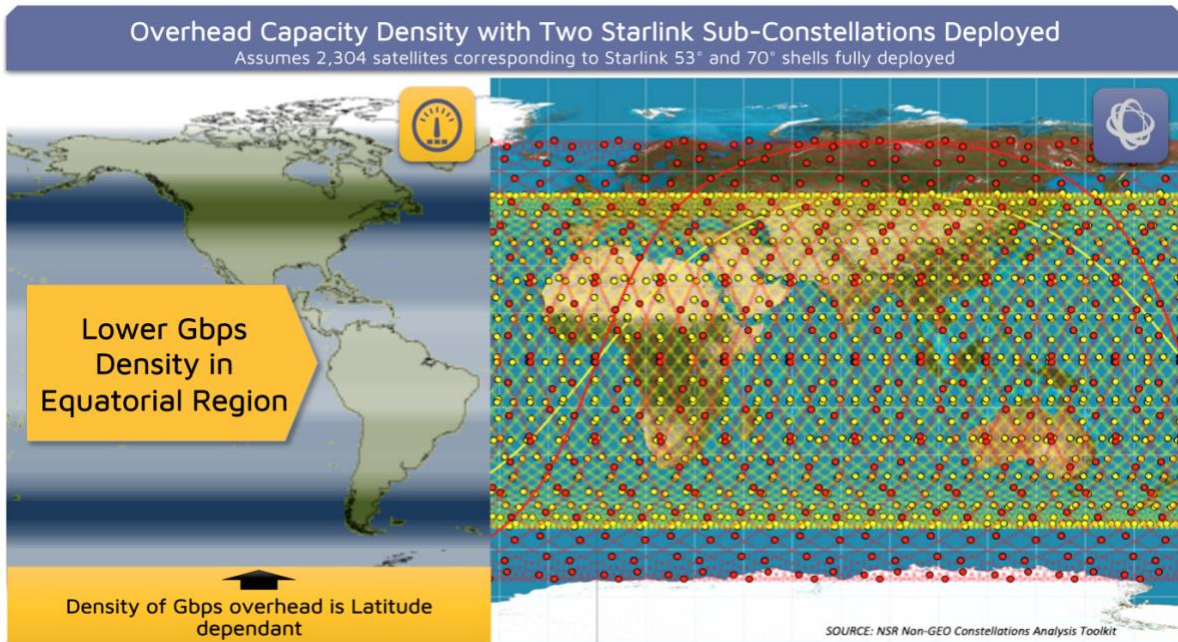 Overhead Capacity Density with Two Starlink Sub-Constellations Deployed
Assumes 2,304 satellites corresponding to Starlink 53° and 70° shells fully deployed
Lower Gbps
Density in
Equatorial Region
Density of Gbps overhead is Latitude
dependant
SOURCE: NSR Non-GEO Constellations Analysis Toolkit